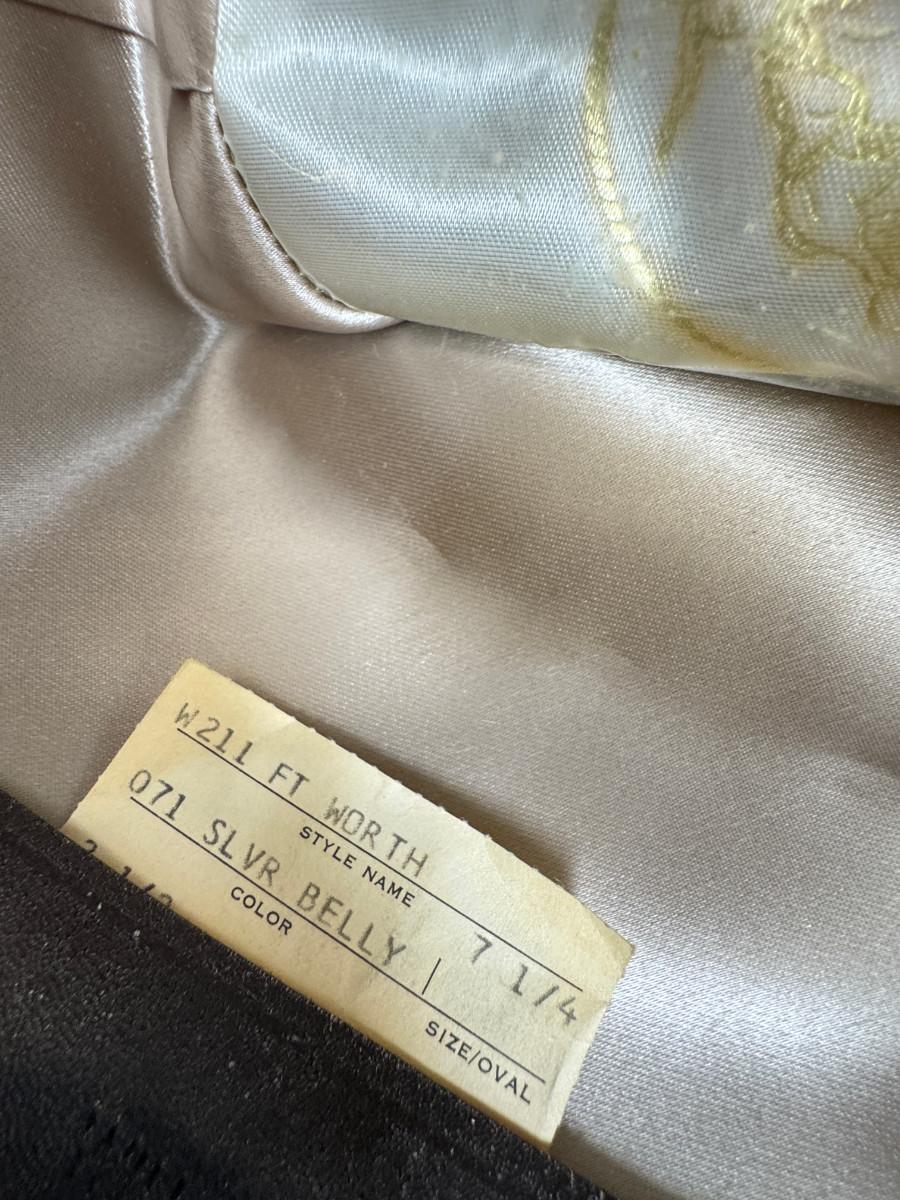 W211 FT WORTH
STYLE NAME
071 SLVR BELLY 7 1/4
COLOR SIZE/OVAL